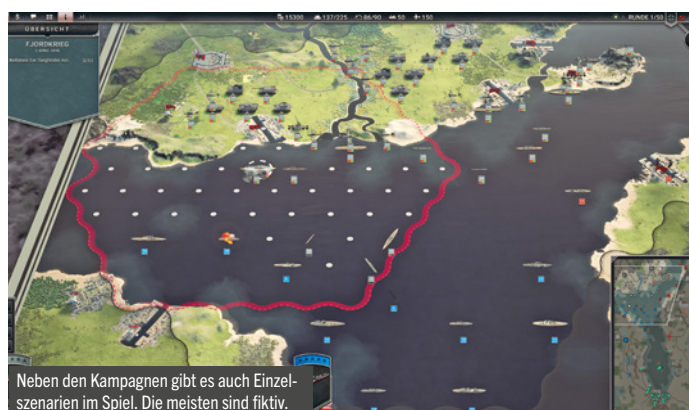 15300 137/225 86/90 50 150 RUNDE 1/50
ÜBERSICHT
FJORDKRIEG
Neben den Kampagnen gibt es auch Einzel-
szenarien im Spiel. Die meisten sind fiktiv.